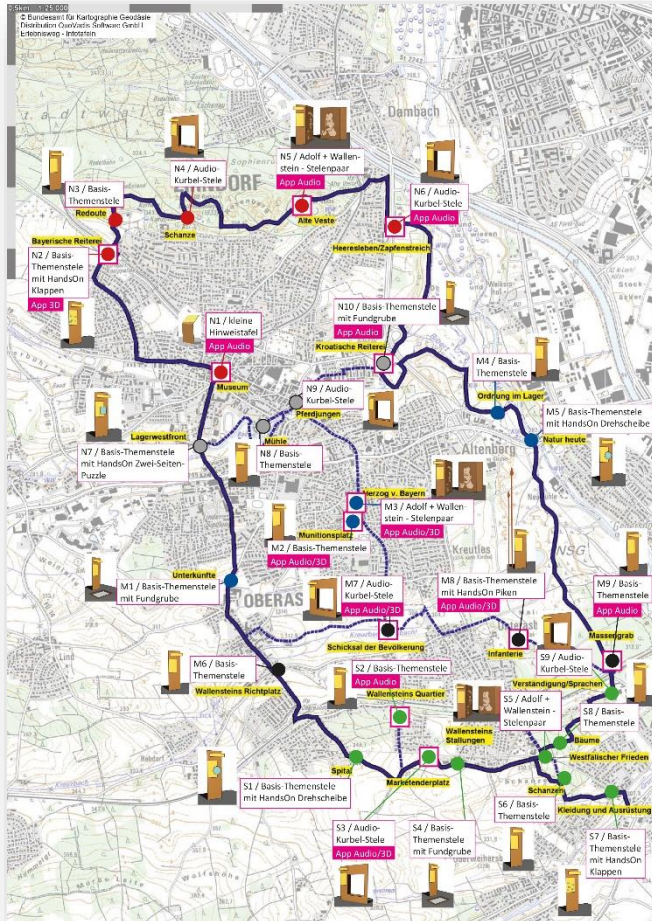 0,5km 1:25.000
© Bundesamt für Kartographie Geodäsie
Distribution QuoVadis Software GmbH
Erlebnisweg - Infotafeln
Dambach
N5 / Adolf + Wallen-
stein - Stelenpaar
App Audio
N4 / Audio-
Kurbel-Stele
N6 / Audio-
Kurbel-Stele
App Audio
N3 / Basis-
Themenstele
Redoute
Schanze
Alte Veste
Heeresleben/Zapfenstreich
Bayerische Reiterei
N2 / Basis-
Themenstele
mit HandsOn
Klappen
App 3D
N10 / Basis-Themenstele
mit Fundgrube
App Audio
Kroatische Reiterei
N1 / kleine
Hinweistafel
App Audio
Museum
M4 / Basis-
Themenstele
Ordnung im Lager
N9 / Audio-
Kurbel-Stele
Pferdjungen
M5 / Basis-Themenstele
mit HandsOn Drehscheibe
Natur heute
Lagerwestfront
Mühle
N7 / Basis-Themenstele
mit HandsOn Zwei-Seiten-
Puzzle
N8 / Basis-
Themenstele
Altenberg
Herzog v. Bayern
M3 / Adolf + Wallen-
stein - Stelenpaar
App Audio/3D
Munitionsplatz
M2 / Basis-Themenstele
App Audio/3D
Kreutles
NSG
Unterkünfte
M1 / Basis-Themenstele
mit Fundgrube
OBERAS
M7 / Audio-
Kurbel-Stele
App Audio/3D
M8 / Basis-Themenstele
mit HandsOn Piken
App Audio/3D
M9 / Basis-
Themenstele
App Audio
Massengrab
Schicksal der Bevölkerung
Infanterie
M6 / Basis-
Themenstele
Wallensteins Richtplatz
S2 / Basis-Themenstele
App Audio
Wallensteins Quartier
S9 / Audio-
Kurbel-Stele
Verständigung/Sprachen
S5 / Adolf +
Wallenstein -
Stelenpaar
S8 / Basis-
Themenstele
Wallensteins
Stallungen
Bäume
Westfälischer Frieden
Spital
Marketenderplatz
Schanzen
Kleidung und Ausrüstung
S1 / Basis-Themenstele
mit HandsOn Drehscheibe
S6 / Basis-
Themenstele
S3 / Audio-
Kurbel-Stele
App Audio/3D
S4 / Basis-
Themenstele
mit Fundgrube
S7 / Basis-
Themenstele
mit HandsOn
Klappen